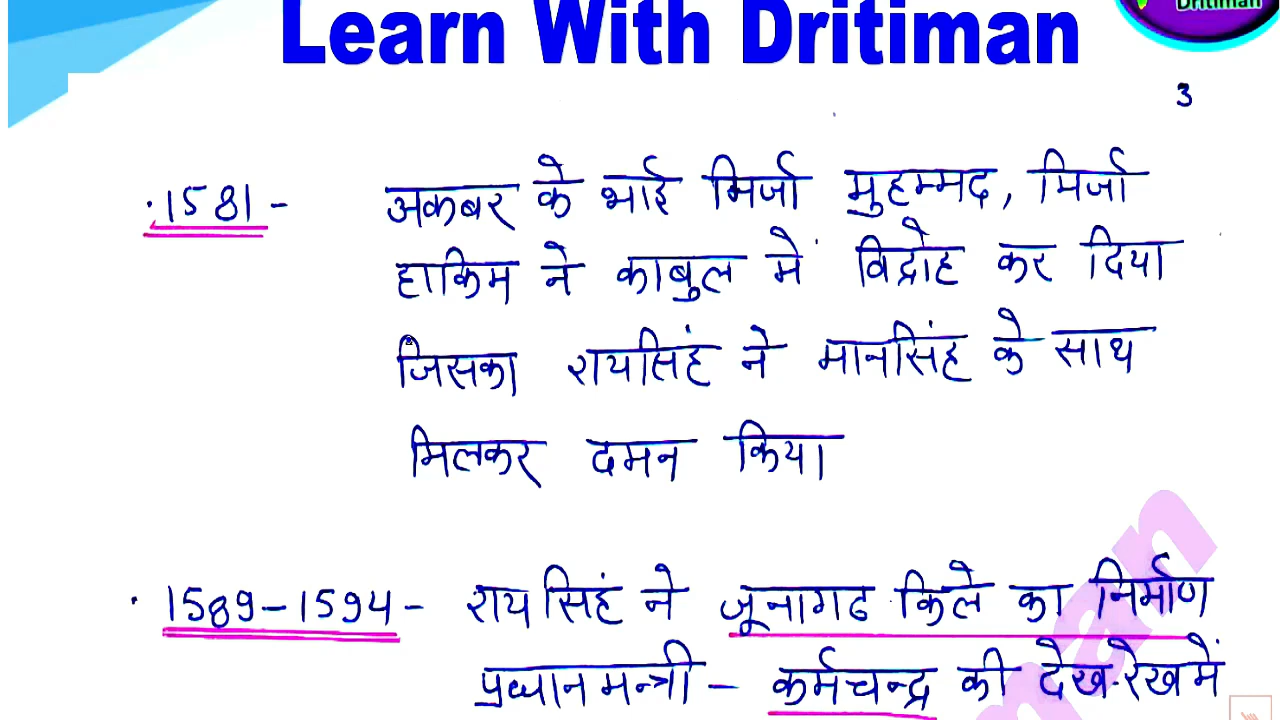 Learn With Dritiman
Dritiman
3
• 1581 - अकबर के भाई मिर्जा मुहम्मद, मिर्जा
हाकिम ने काबुल में विद्रोह कर दिया
जिसका रायसिंह ने मानसिंह के साथ
मिलकर दमन किया
• 1589-1594 - रायसिंह ने जूनागढ किले का निर्माण
प्रधानमन्त्री - कर्मचन्द्र की देख-रेख में